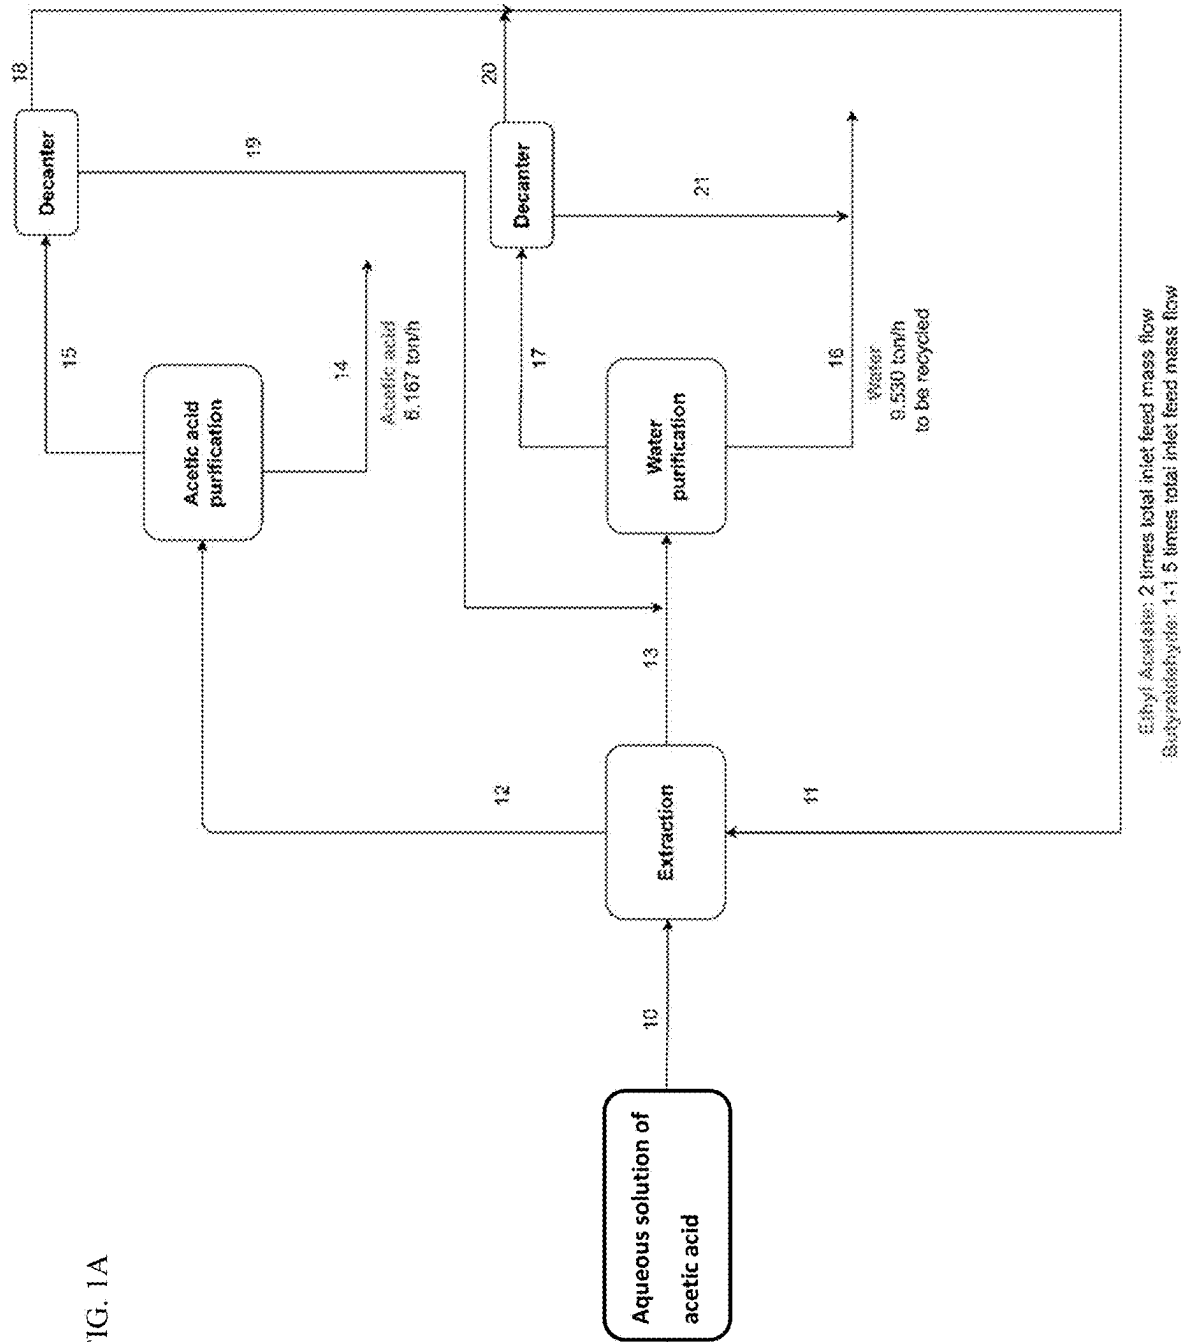 FIG. 1A
18
Decanter
19
15
Acetic acid
purification
14
Acetic acid
6.167 ton/h
20
Decanter
21
17
Water
purification
16
Water
9.530 ton/h
to be recycled
12
13
Extraction
11
10
Aqueous solution of
acetic acid
Ethyl Acetate: 2 times total inlet feed mass flow
Butyraldehyde: 1-1.5 times total inlet feed mass flow